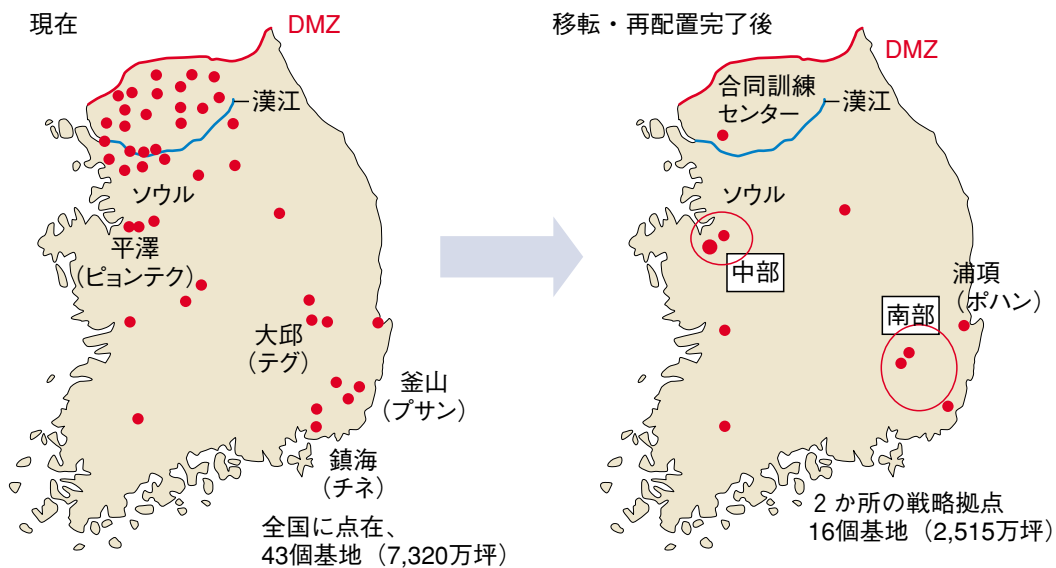 現在
DMZ
漢江
ソウル
平澤
(ピョンテク)
大邱
(テグ)
釜山
(プサン)
鎮海
(チネ)
全国に点在、
43個基地(7,320万坪)
移転・再配置完了後
DMZ
合同訓練
センター
漢江
ソウル
中部
浦項
(ポハン)
南部
2か所の戦略拠点
16個基地(2,515万坪)